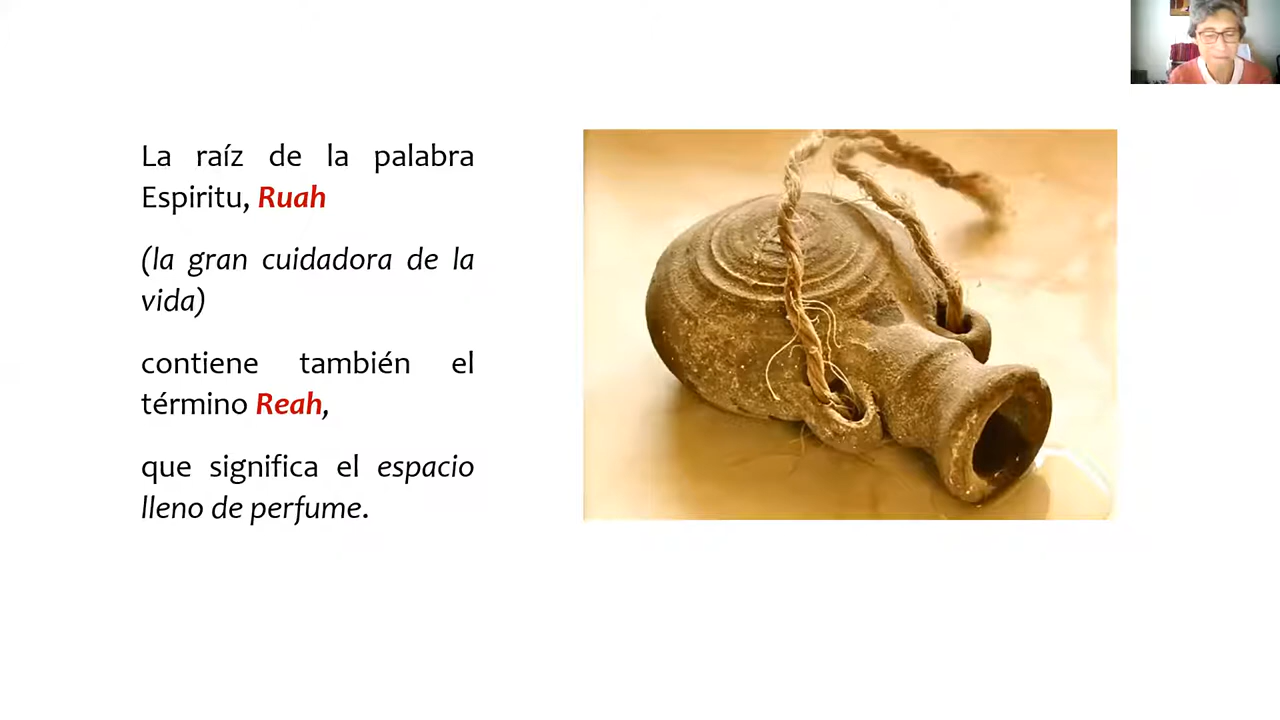 La raíz de la palabra
Espiritu, Ruah
(la gran cuidadora de la
vida)
contiene también el
término Reah,
que significa el espacio
lleno de perfume.